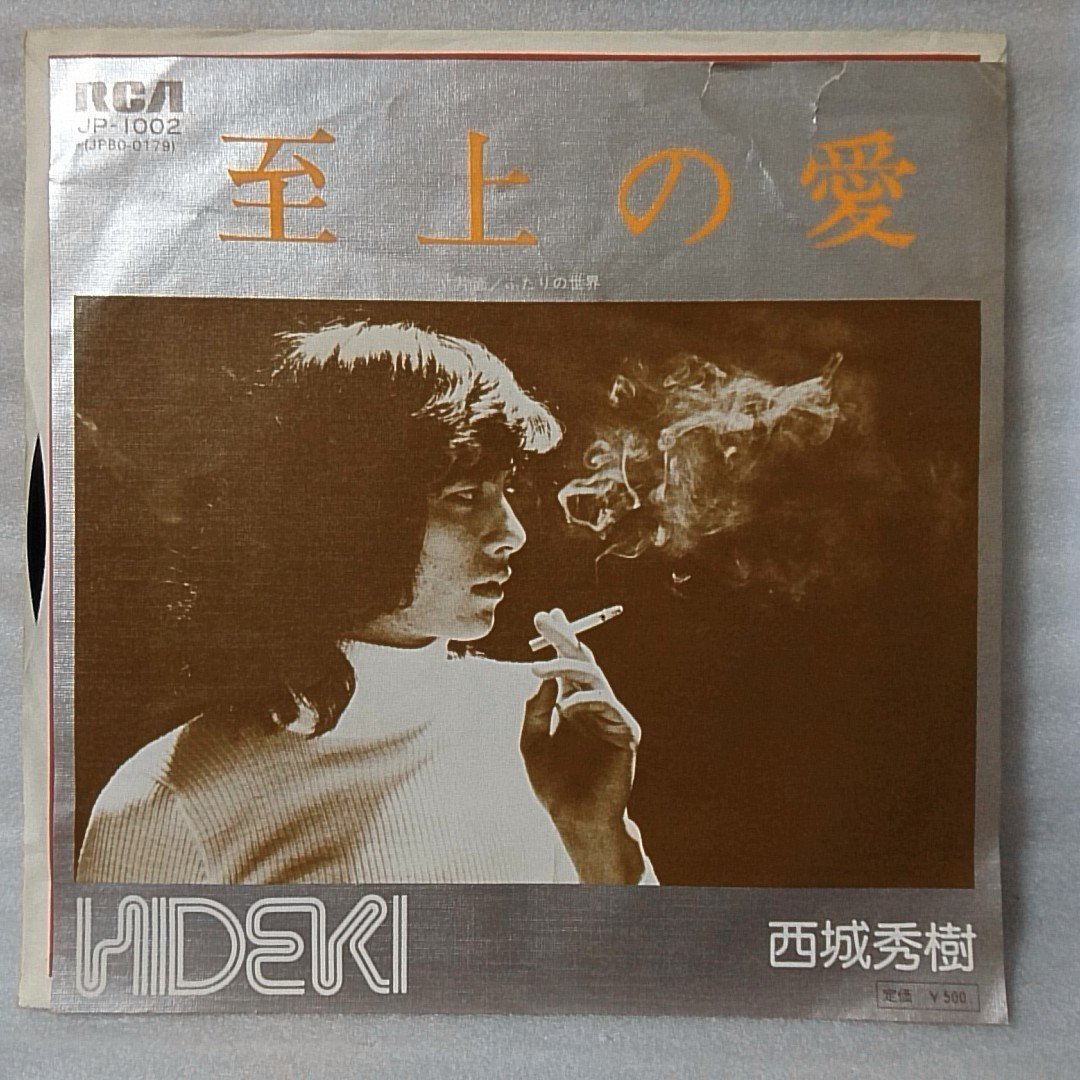 RCA
JP-1002
(JPBO-0179)
至上の愛
/ふたりの世界
HIDEKI
西城秀樹
定価 ¥500